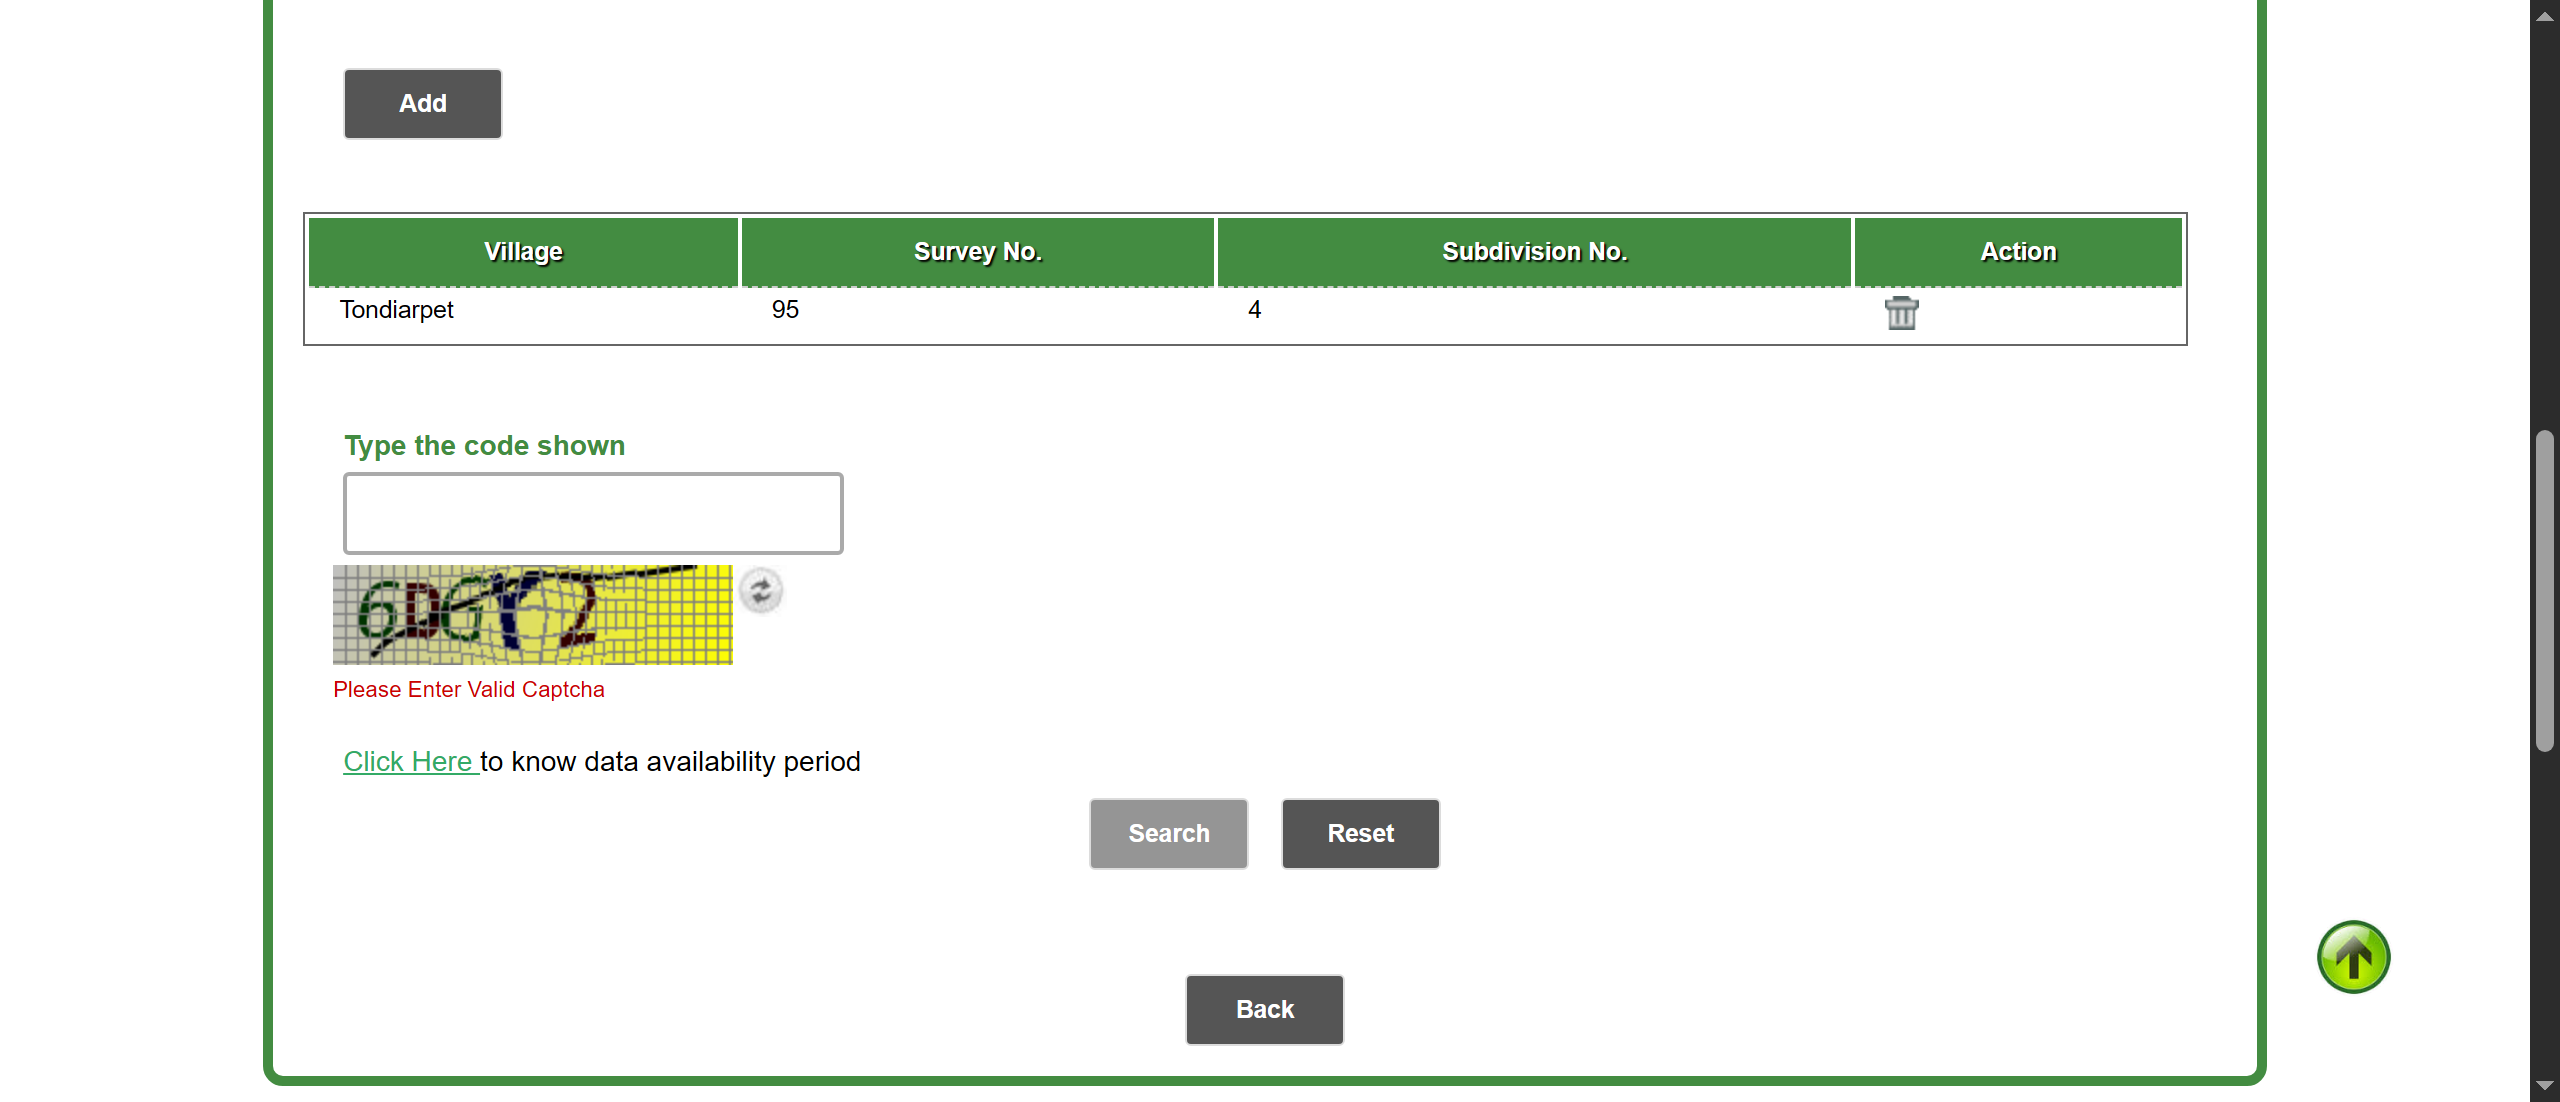 Add
Village Survey No. Subdivision No. Action
Tondiarpet 95 4
Type the code shown
Please Enter Valid Captcha
Click Here to know data availability period
Search Reset
Back